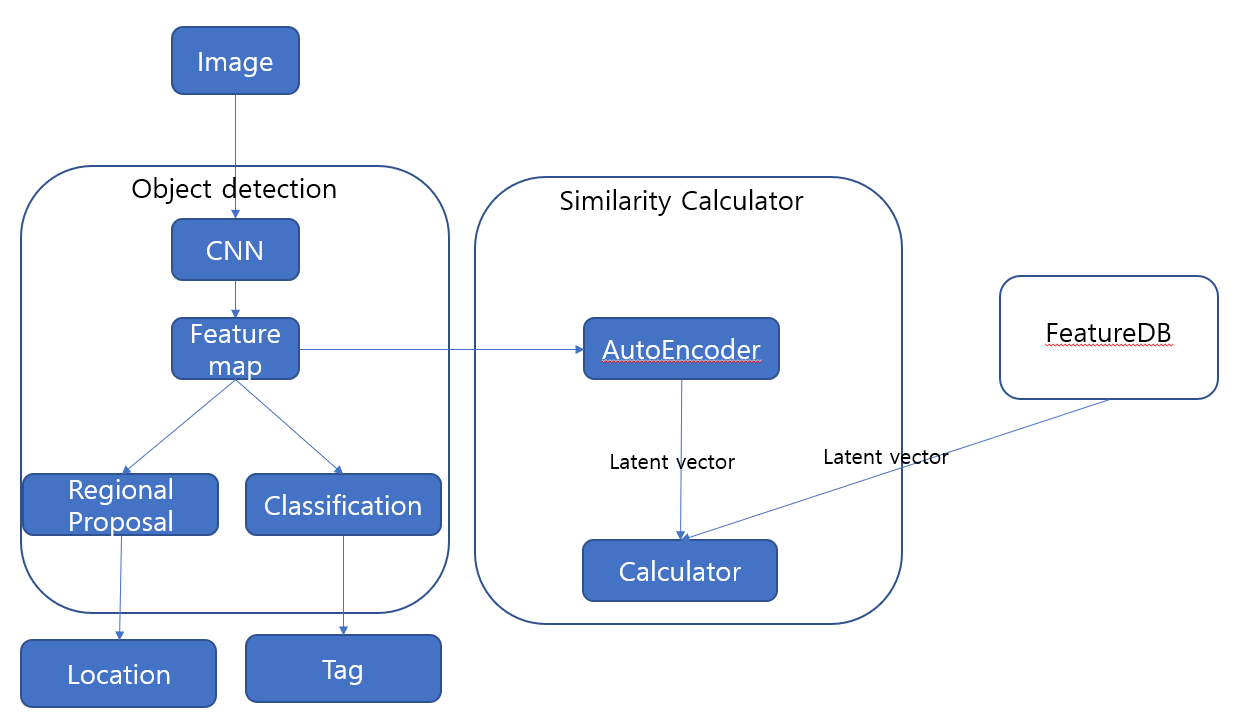 Image
Object detection
CNN
Feature
map
Regional
Proposal
Classification
Location
Tag
Similarity Calculator
AutoEncoder
Latent vector
Calculator
FeatureDB
Latent vector